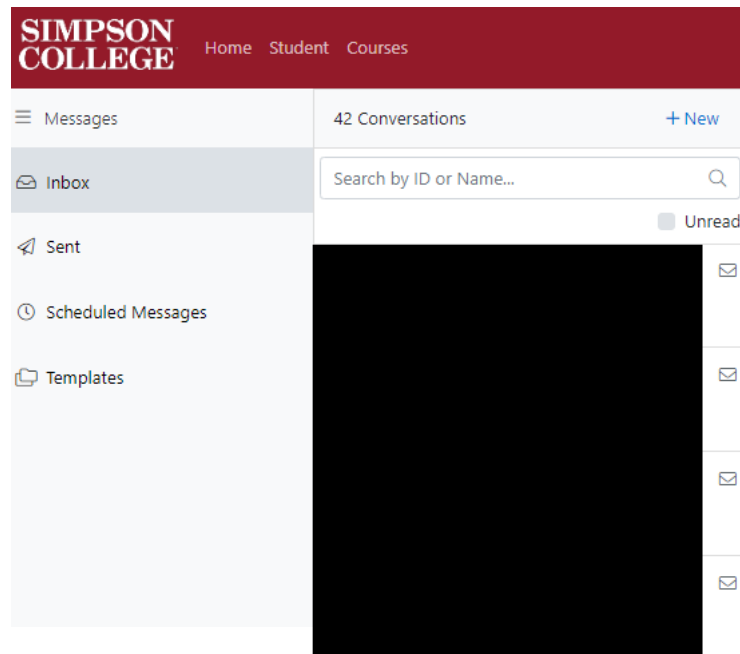 SIMPSON
COLLEGE
Home Student Courses
Messages
42 Conversations
+ New
Inbox
Search by ID or Name...
Unread
Sent
Scheduled Messages
Templates